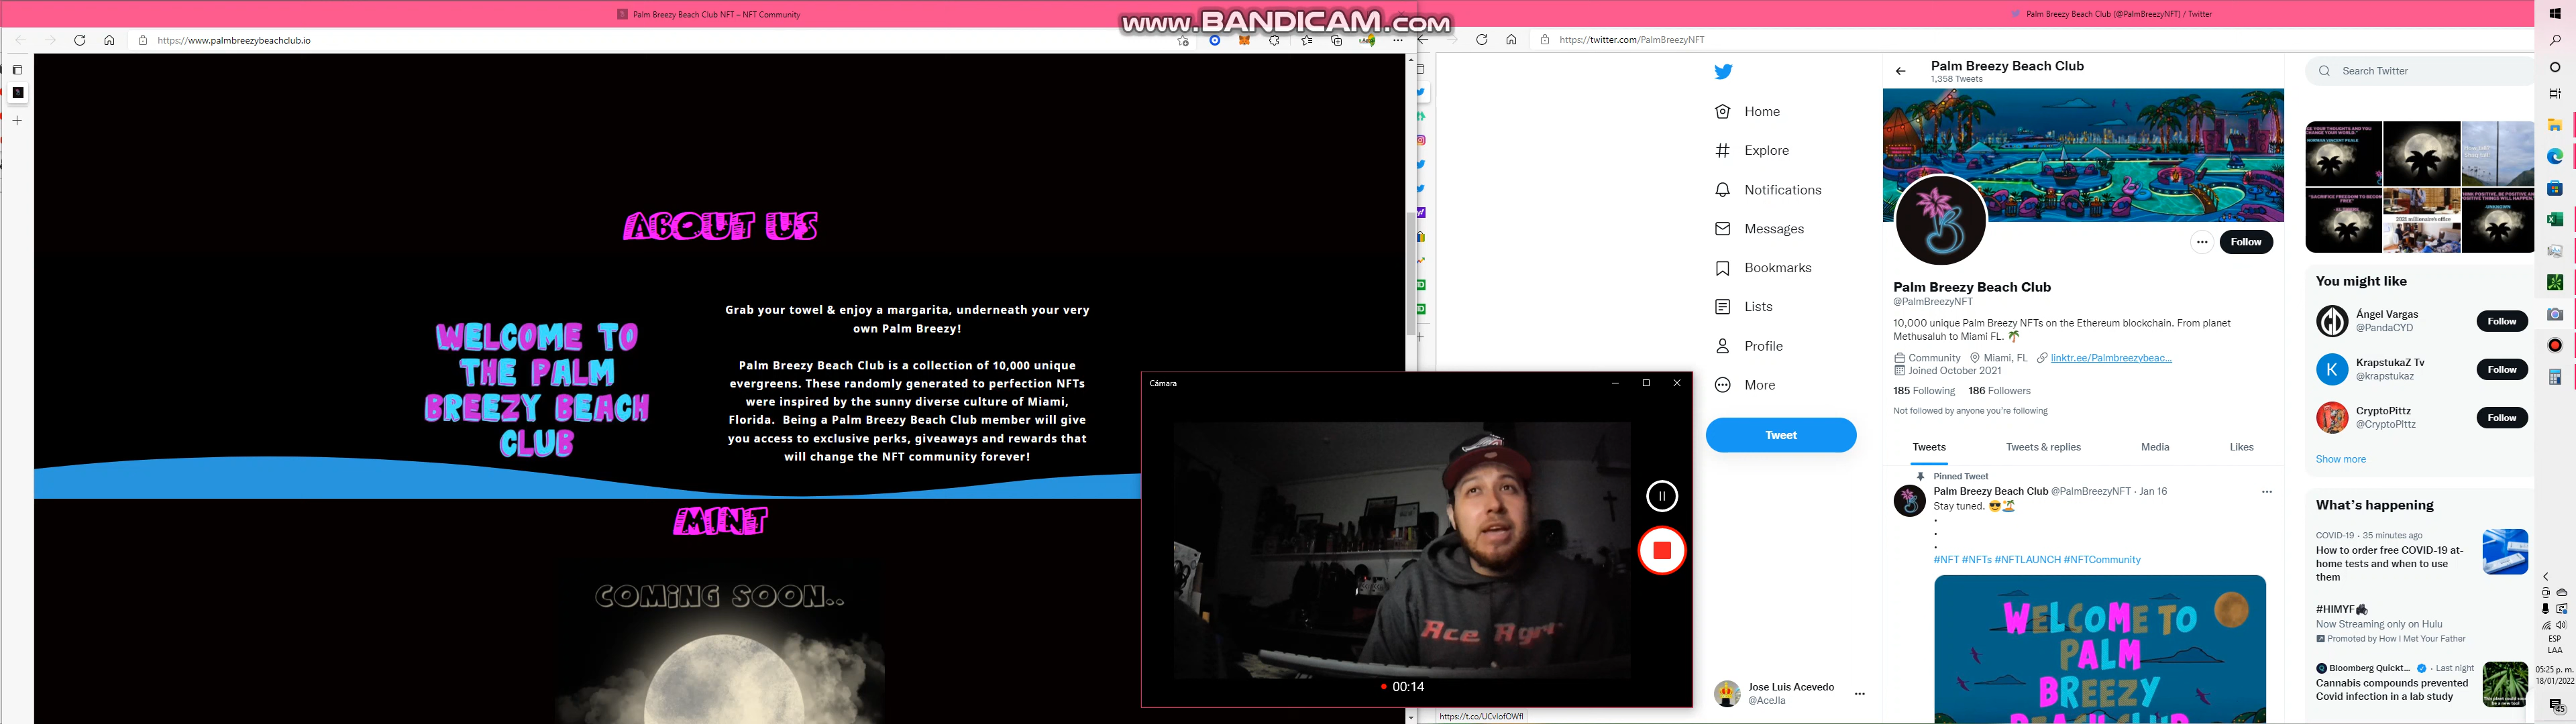 Palm Breezy Beach Club NFT – NFT Community
www.BANDICAM.com
Palm Breezy Beach Club (@PalmBreezyNFT) / Twitter
https://www.palmbreezybeachclub.io
ABOUT US
WELCOME TO
THE PALM
BREEZY BEACH
CLUB
Grab your towel & enjoy a margarita, underneath your very
own Palm Breezy!
Palm Breezy Beach Club is a collection of 10,000 unique
evergreens. These randomly generated to perfection NFTs
were inspired by the sunny diverse culture of Miami,
Florida.  Being a Palm Breezy Beach Club member will give
you access to exclusive perks, giveaways and rewards that
will change the NFT community forever!
MINT
COMING SOON..
Cámara
Ace Agri
00:14
https://twitter.com/PalmBreezyNFT
Home
Explore
Notifications
Messages
Bookmarks
Lists
Profile
More
Tweet
Jose Luis Acevedo
@AceJla
https://t.co/UCvlofOWfl
Palm Breezy Beach Club
1,358 Tweets
Follow
Palm Breezy Beach Club
@PalmBreezyNFT
10,000 unique Palm Breezy NFTs on the Ethereum blockchain. From planet
Methusaluh to Miami FL. 🌴
Community Miami, FL linktr.ee/Palmbreezybeac...
Joined October 2021
185 Following 186 Followers
Not followed by anyone you're following
Tweets Tweets & replies Media Likes
Pinned Tweet
Palm Breezy Beach Club @PalmBreezyNFT · Jan 16
Stay tuned. 😎🏝️
.
.
.
#NFT #NFTs #NFTLAUNCH #NFTCommunity
WELCOME TO
PALM
BREEZY
BEACH CLUB
Search Twitter
2021 millionaire's office
You might like
Ángel Vargas
@PandaCYD
Follow
K
KrapstukaZ Tv
@krapstukaz
Follow
CryptoPittz
@CryptoPittz
Follow
Show more
What's happening
COVID-19 · 35 minutes ago
How to order free COVID-19 at-
home tests and when to use
them
#HIMYF
Now Streaming only on Hulu
Promoted by How I Met Your Father
Bloomberg Quickt... · Last night
Cannabis compounds prevented
Covid infection in a lab study
ESP
LAA
05:25 p. m.
18/01/2022
45